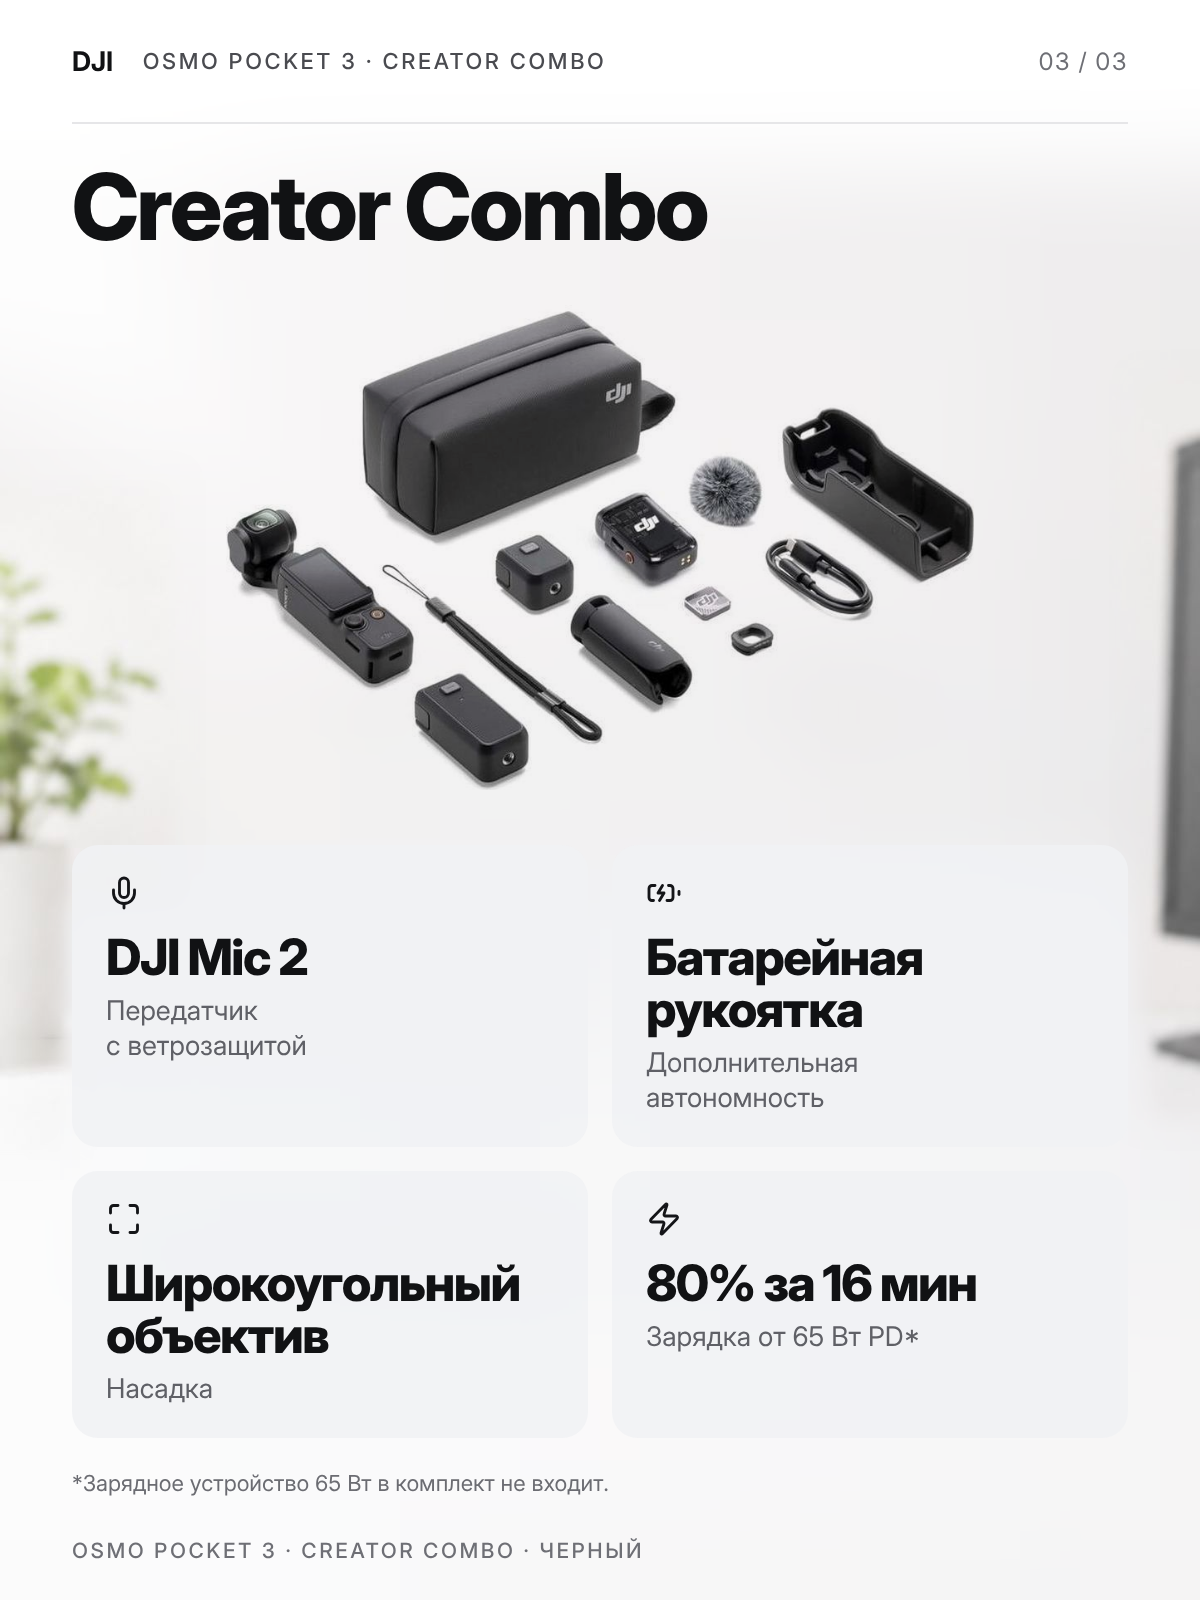 DJI OSMO POCKET 3 · CREATOR COMBO 03 / 03
Creator Combo
dji
dji
DJI Mic 2
Передатчик
с ветрозащитой
Батарейная
рукоятка
Дополнительная
автономность
Широкоугольный
объектив
Насадка
80% за 16 мин
Зарядка от 65 Вт PD*
*Зарядное устройство 65 Вт в комплект не входит.
OSMO POCKET 3 · CREATOR COMBO · ЧЕРНЫЙ